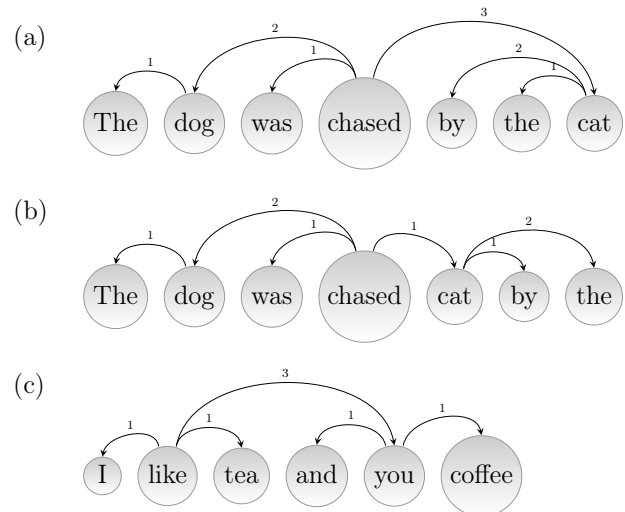 (a)
1 2 1 3 2 1
The dog was chased by the cat
(b)
1 2 1 1 1 2
The dog was chased cat by the
(c)
1 3 1 1 1
I like tea and you coffee